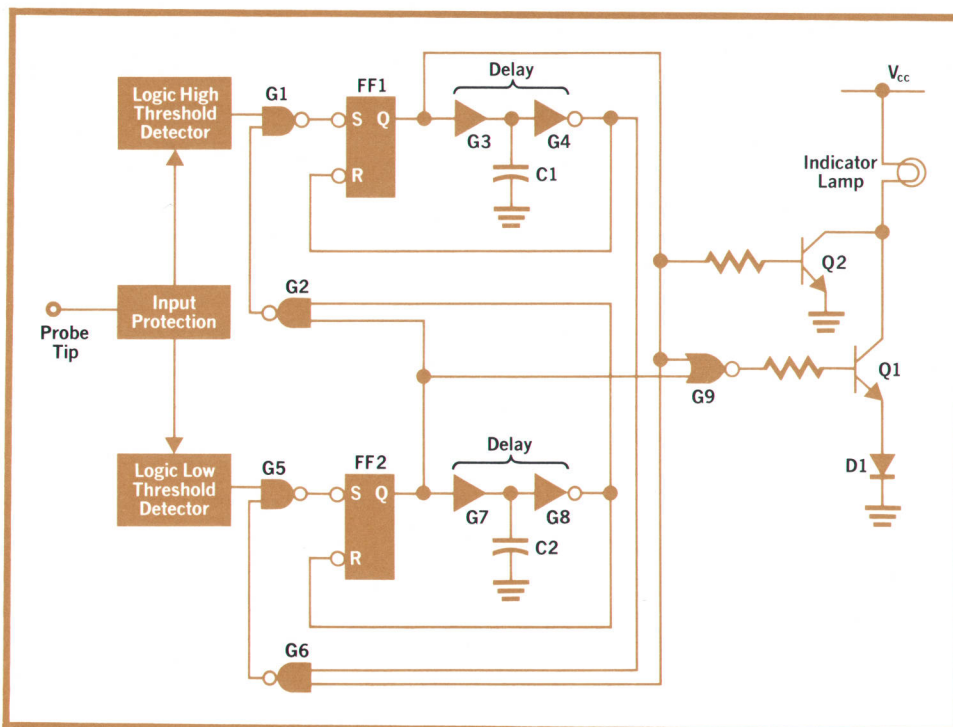 Delay
Logic High
Threshold
Detector
G1
FF1
S Q
R
G3
G4
C1
V_cc
Indicator
Lamp
Q2
Probe
Tip
Input
Protection
G2
G9
Q1
D1
Logic Low
Threshold
Detector
G5
FF2
S Q
R
Delay
G7
G8
C2
G6